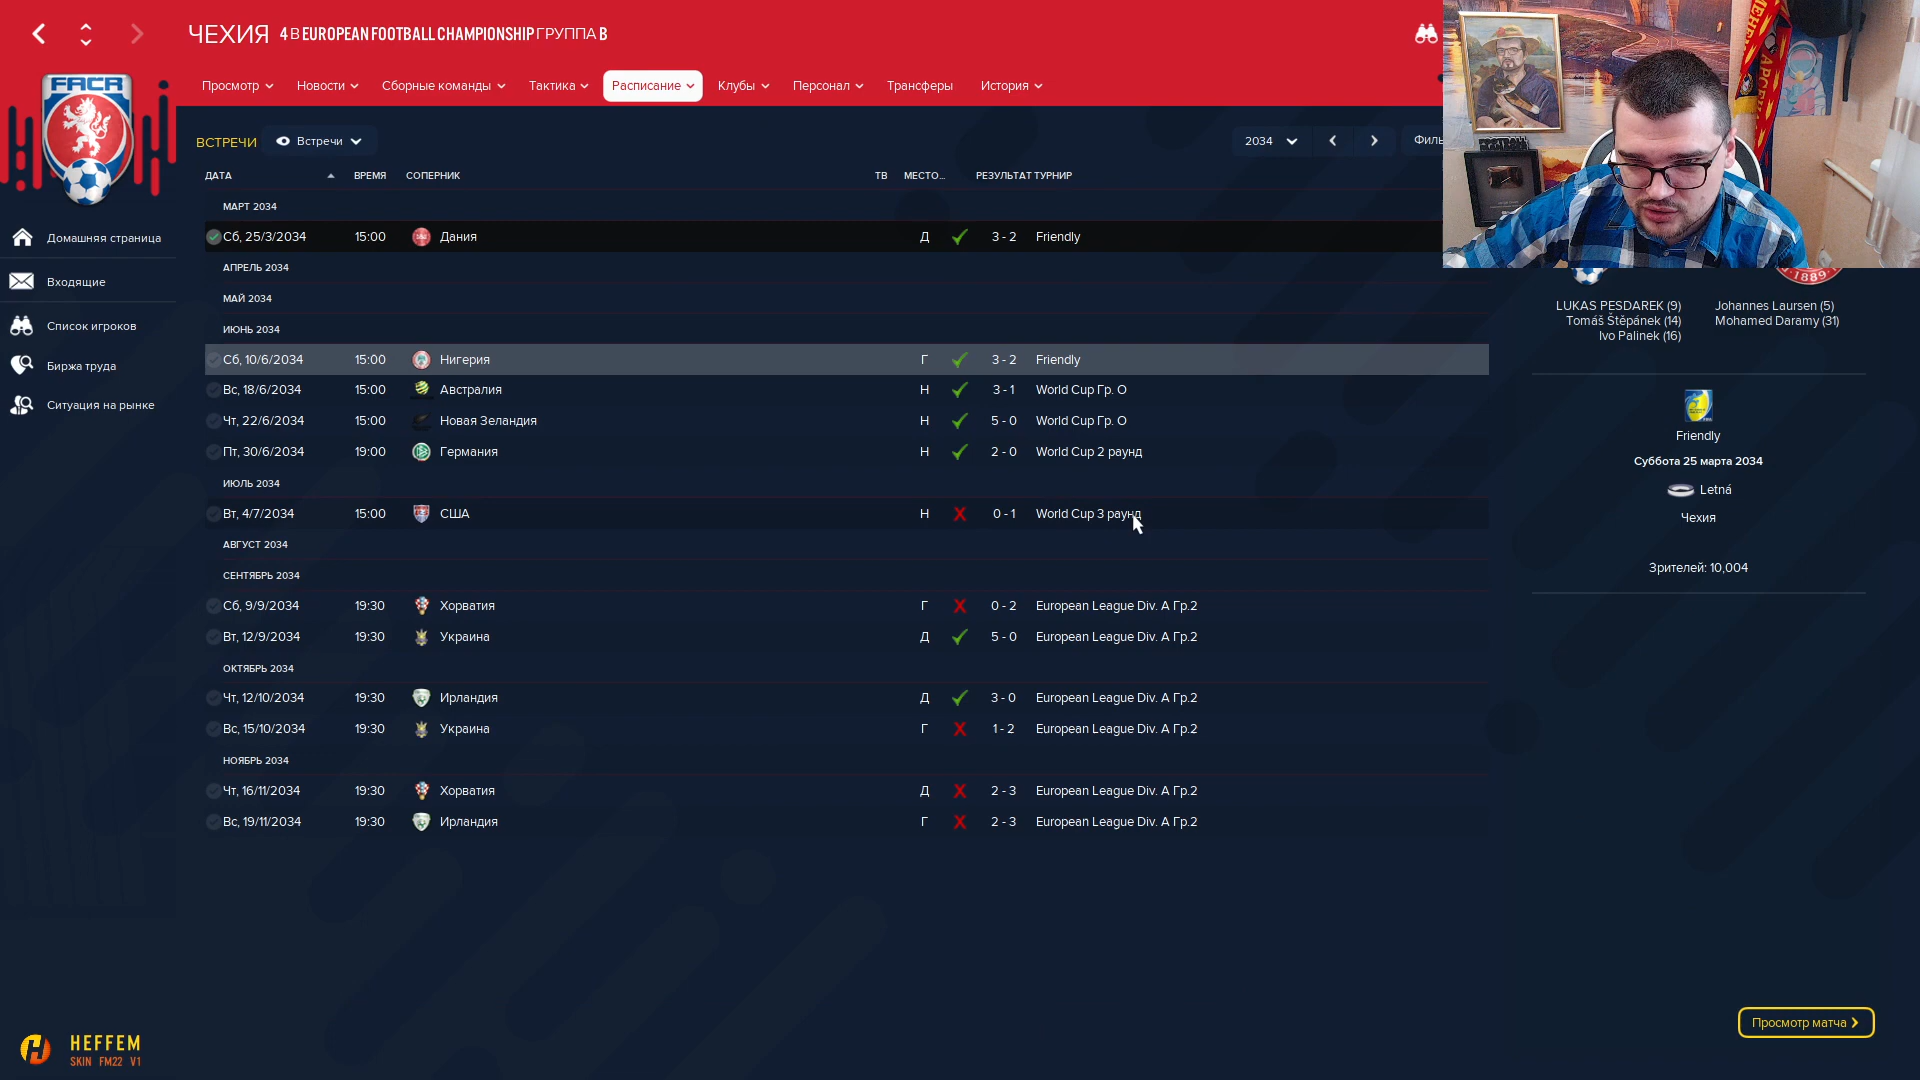 ЧЕХИЯ 4 В EUROPEAN FOOTBALL CHAMPIONSHIP ГРУППА B
FACR
Просмотр Новости Сборные команды Тактика Расписание Клубы Персонал Трансферы История
ВСТРЕЧИ Встречи 2034 Филь
ДАТА ВРЕМЯ СОПЕРНИК ТВ МЕСТО... РЕЗУЛЬТАТ ТУРНИР
МАРТ 2034
Сб, 25/3/2034 15:00 Дания Д 3 - 2 Friendly
АПРЕЛЬ 2034
МАЙ 2034
ИЮНЬ 2034
Сб, 10/6/2034 15:00 Нигерия Г 3 - 2 Friendly
Вс, 18/6/2034 15:00 Австралия Н 3 - 1 World Cup Гр. O
Чт, 22/6/2034 15:00 Новая Зеландия Н 5 - 0 World Cup Гр. O
Пт, 30/6/2034 19:00 Германия Н 2 - 0 World Cup 2 раунд
ИЮЛЬ 2034
Вт, 4/7/2034 15:00 США Н 0 - 1 World Cup 3 раунд
АВГУСТ 2034
СЕНТЯБРЬ 2034
Сб, 9/9/2034 19:30 Хорватия Г 0 - 2 European League Div. A Гр.2
Вт, 12/9/2034 19:30 Украина Д 5 - 0 European League Div. A Гр.2
ОКТЯБРЬ 2034
Чт, 12/10/2034 19:30 Ирландия Д 3 - 0 European League Div. A Гр.2
Вс, 15/10/2034 19:30 Украина Г 1 - 2 European League Div. A Гр.2
НОЯБРЬ 2034
Чт, 16/11/2034 19:30 Хорватия Д 2 - 3 European League Div. A Гр.2
Вс, 19/11/2034 19:30 Ирландия Г 2 - 3 European League Div. A Гр.2
Домашняя страница
Входящие
Список игроков
Биржа труда
Ситуация на рынке
1889
LUKAS PESDAREK (9) Johannes Laursen (5)
Tomáš Štěpánek (14) Mohamed Daramy (31)
Ivo Palinek (16)
Friendly
Суббота 25 марта 2034
Letná
Чехия
Зрителей: 10,004
Просмотр матча
HEFFEM
SKIN FM22 V1